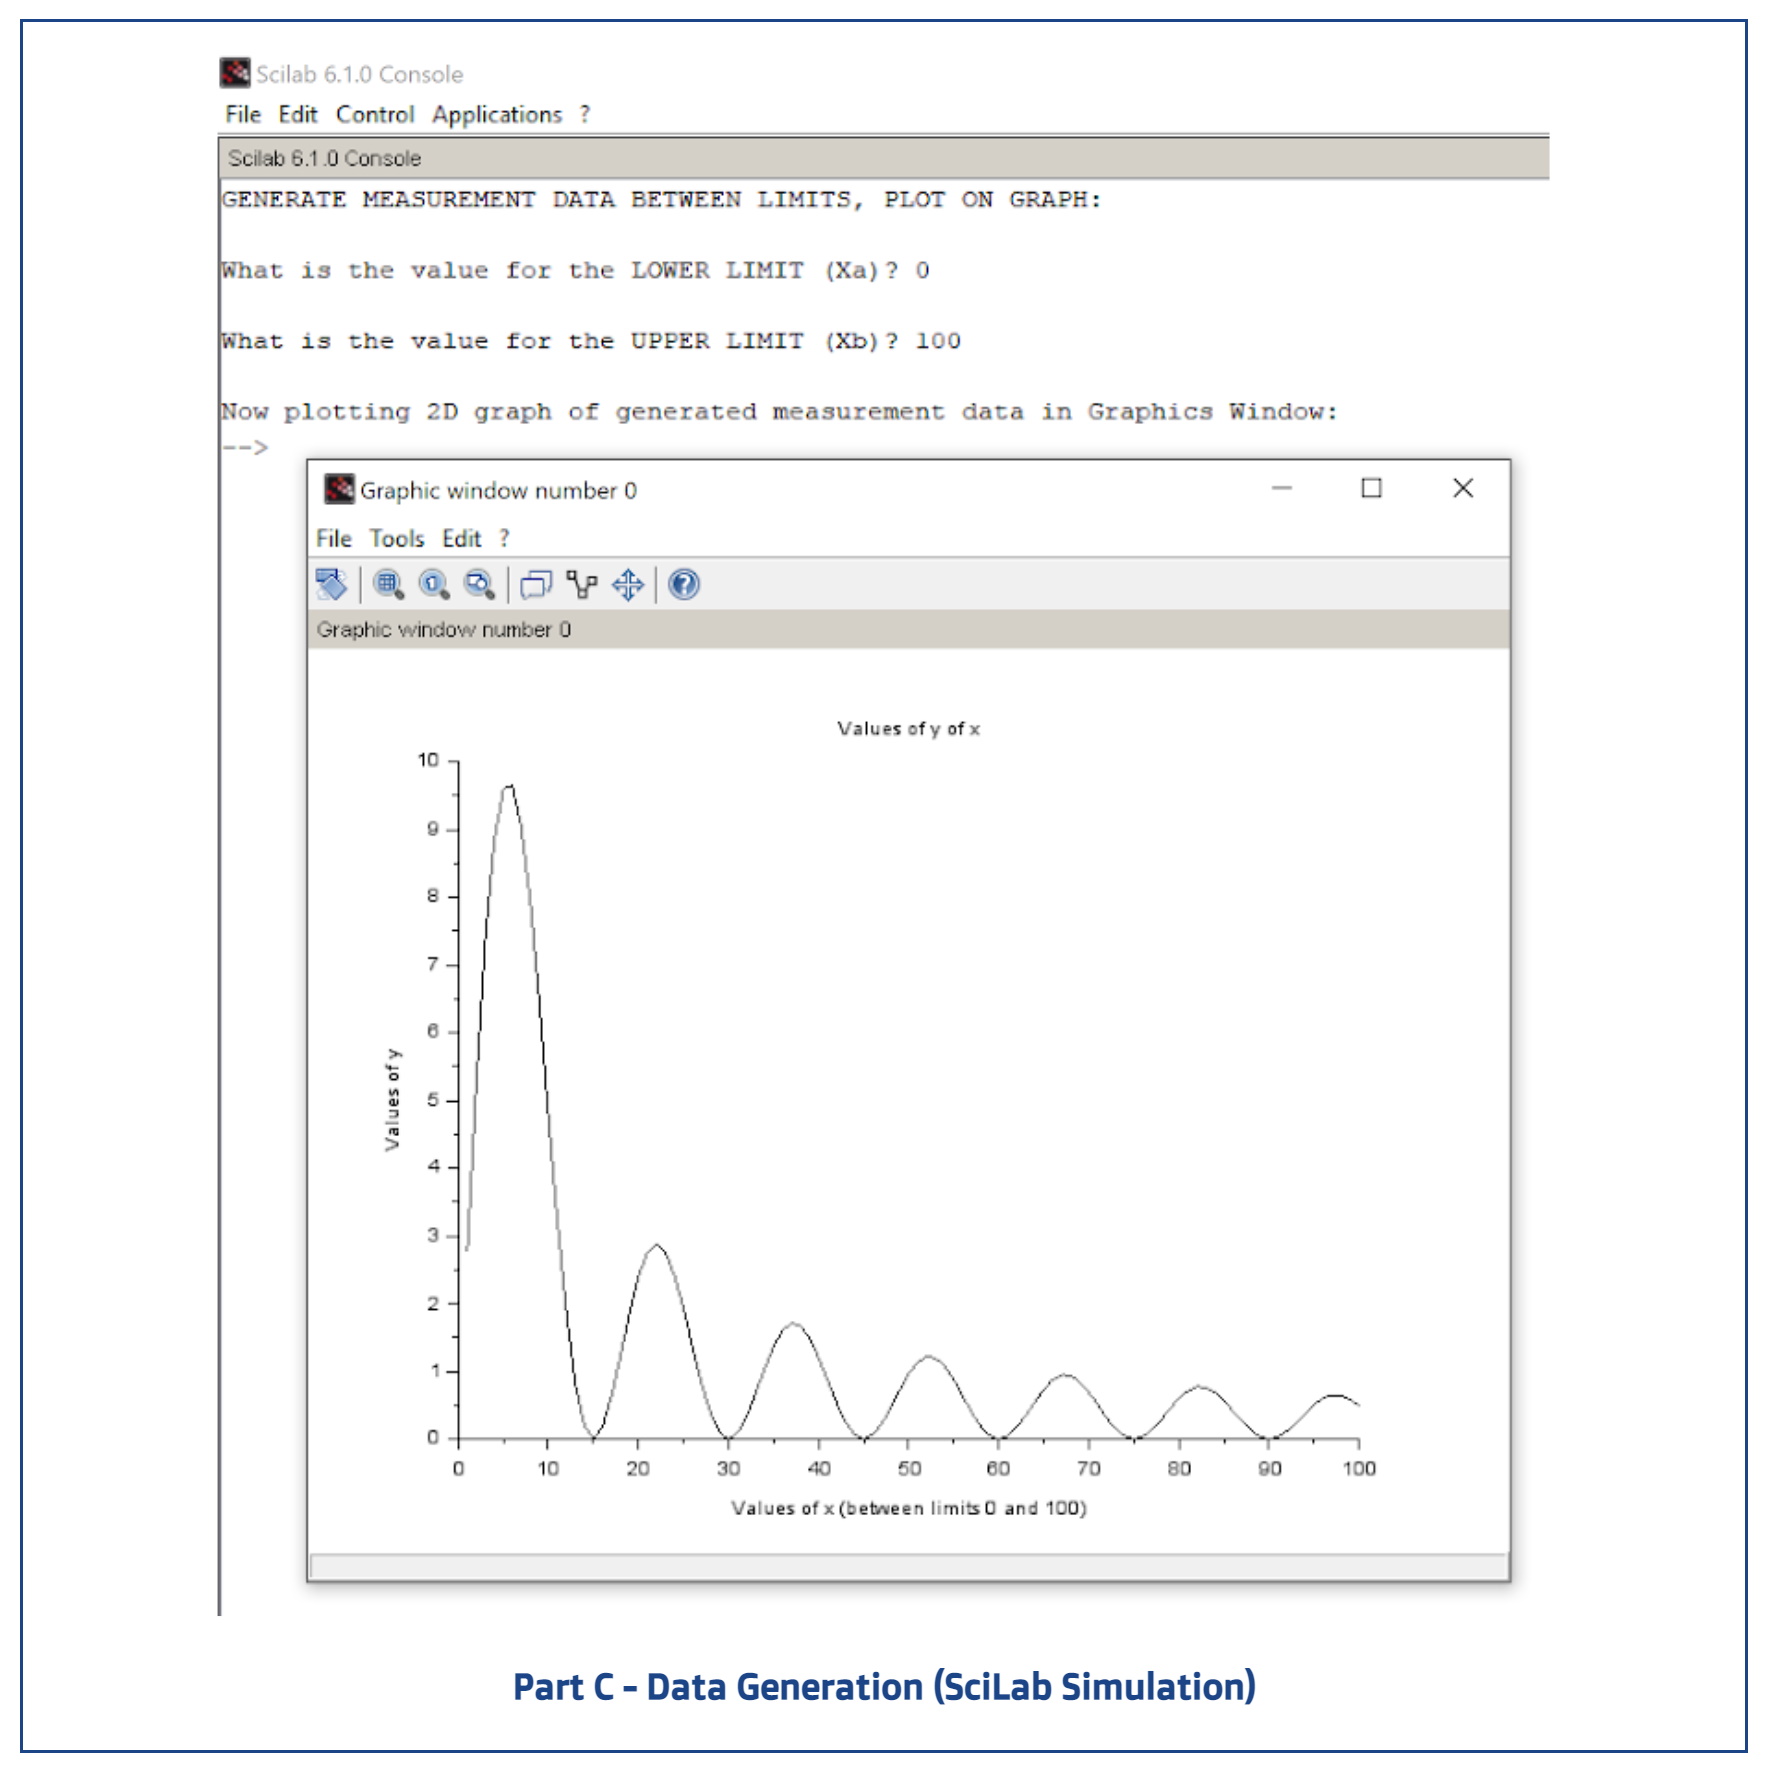 Scilab 6.1.0 Console
File Edit Control Applications ?
Scilab 6.1.0 Console
GENERATE MEASUREMENT DATA BETWEEN LIMITS, PLOT ON GRAPH:
What is the value for the LOWER LIMIT (Xa)? 0
What is the value for the UPPER LIMIT (Xb)? 100
Now plotting 2D graph of generated measurement data in Graphics Window:
-->
Graphic window number 0
File Tools Edit ?
Graphic window number 0
Values of y of x
10
9
8
7
6
5
4
3
2
1
0
Values of y
0 10 20 30 40 50 60 70 80 90 100
Values of x (between limits 0 and 100)
Part C - Data Generation (SciLab Simulation)